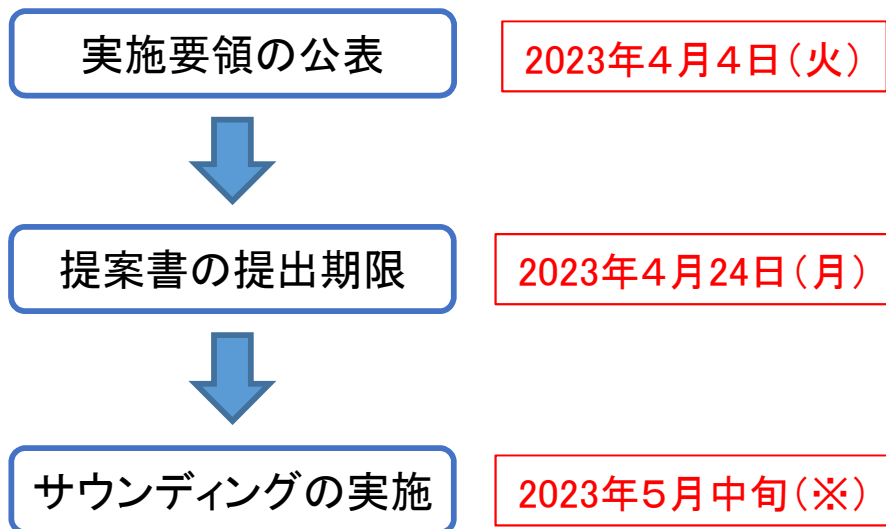 実施要領の公表
2023年４月４日（火）
提案書の提出期限
2023年４月24日（月）
サウンディングの実施
2023年５月中旬（※）